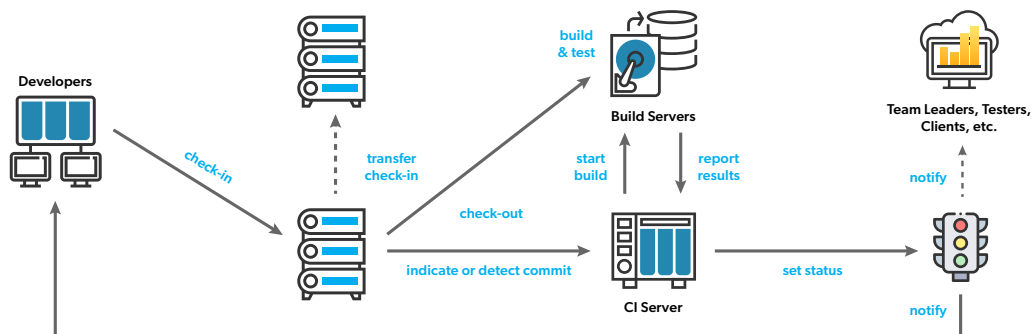 Developers
check-in
transfer
check-in
build
& test
Build Servers
start
build
report
results
check-out
indicate or detect commit
CI Server
set status
Team Leaders, Testers,
Clients, etc.
notify
notify